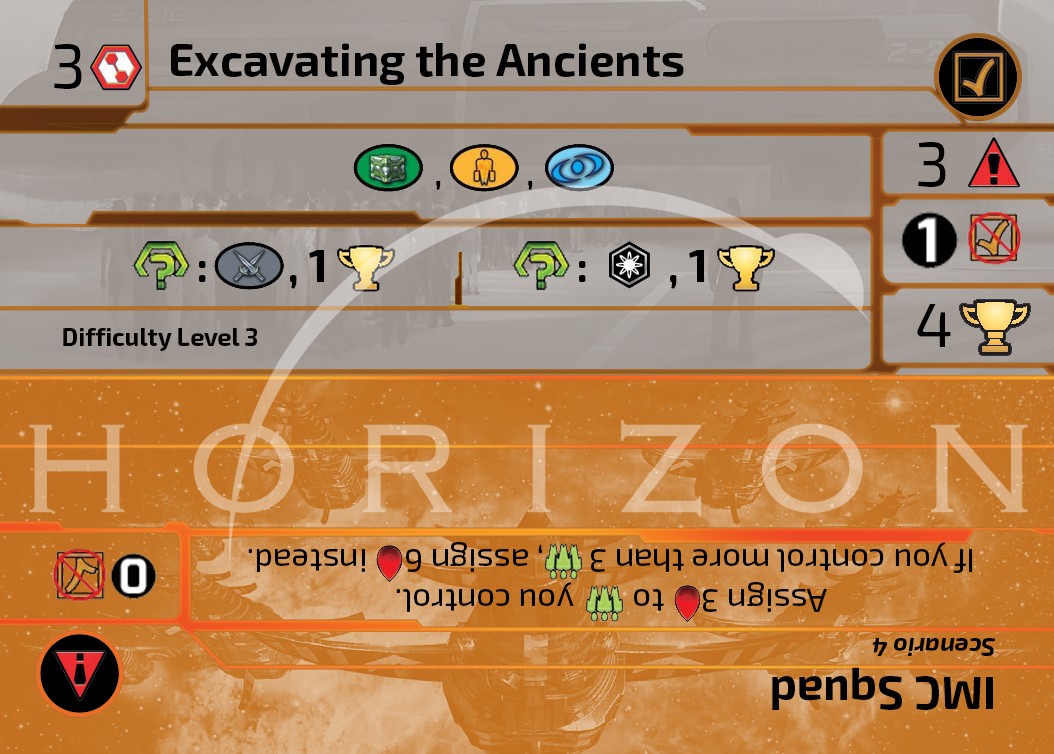 3 Excavating the Ancients
, ,
3
: , 1 : , 1
1
4
Difficulty Level 3
HORIZON
IMC Squad
Scenario 4
Assign 3 to you control.
If you control more than 3 , assign 6 instead.
0